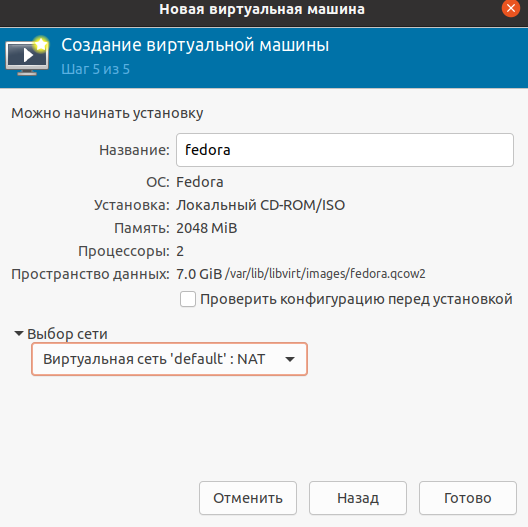 Новая виртуальная машина
Создание виртуальной машины
Шаг 5 из 5
Можно начинать установку
Название: fedora
ОС: Fedora
Установка: Локальный CD-ROM/ISO
Память: 2048 MiB
Процессоры: 2
Пространство данных: 7.0 GiB /var/lib/libvirt/images/fedora.qcow2
Проверить конфигурацию перед установкой
Выбор сети
Виртуальная сеть 'default' : NAT
Отменить Назад Готово